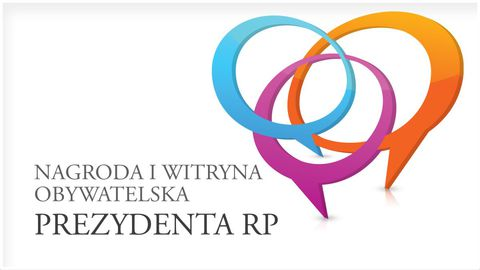 NAGRODA I WITRYNA
OBYWATELSKA
PREZYDENTA RP